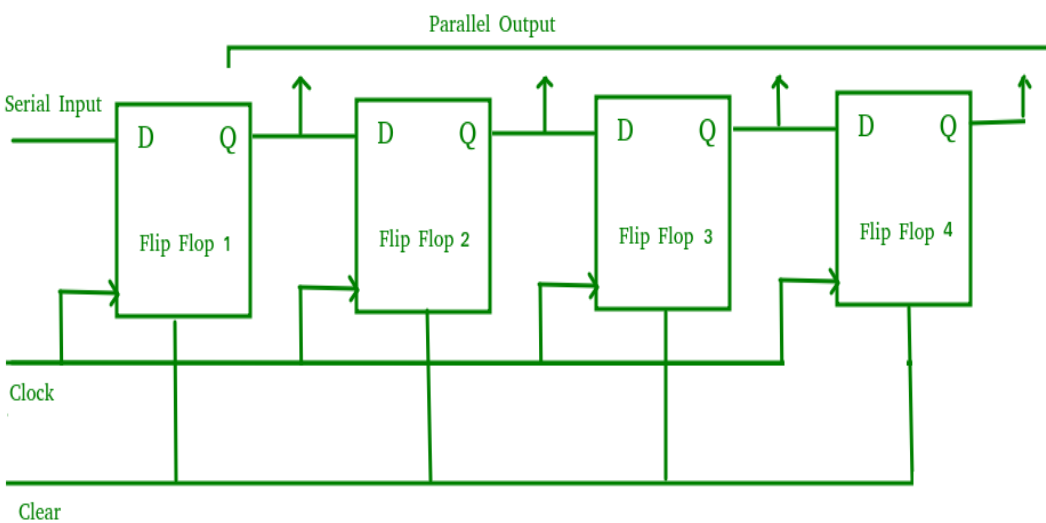 Parallel Output
Serial Input
D Q
D Q
D Q
D Q
Flip Flop 1
Flip Flop 2
Flip Flop 3
Flip Flop 4
Clock
Clear